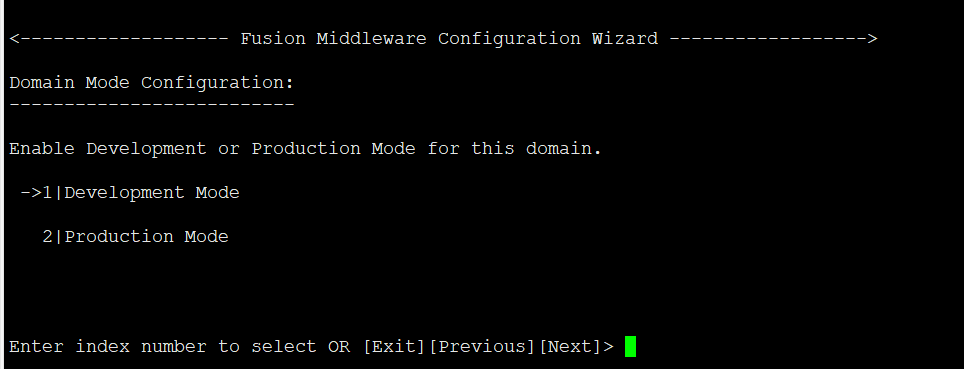 <------------------- Fusion Middleware Configuration Wizard ------------------>
Domain Mode Configuration:
--------------------------
Enable Development or Production Mode for this domain.
->1|Development Mode
2|Production Mode
Enter index number to select OR [Exit][Previous][Next]>